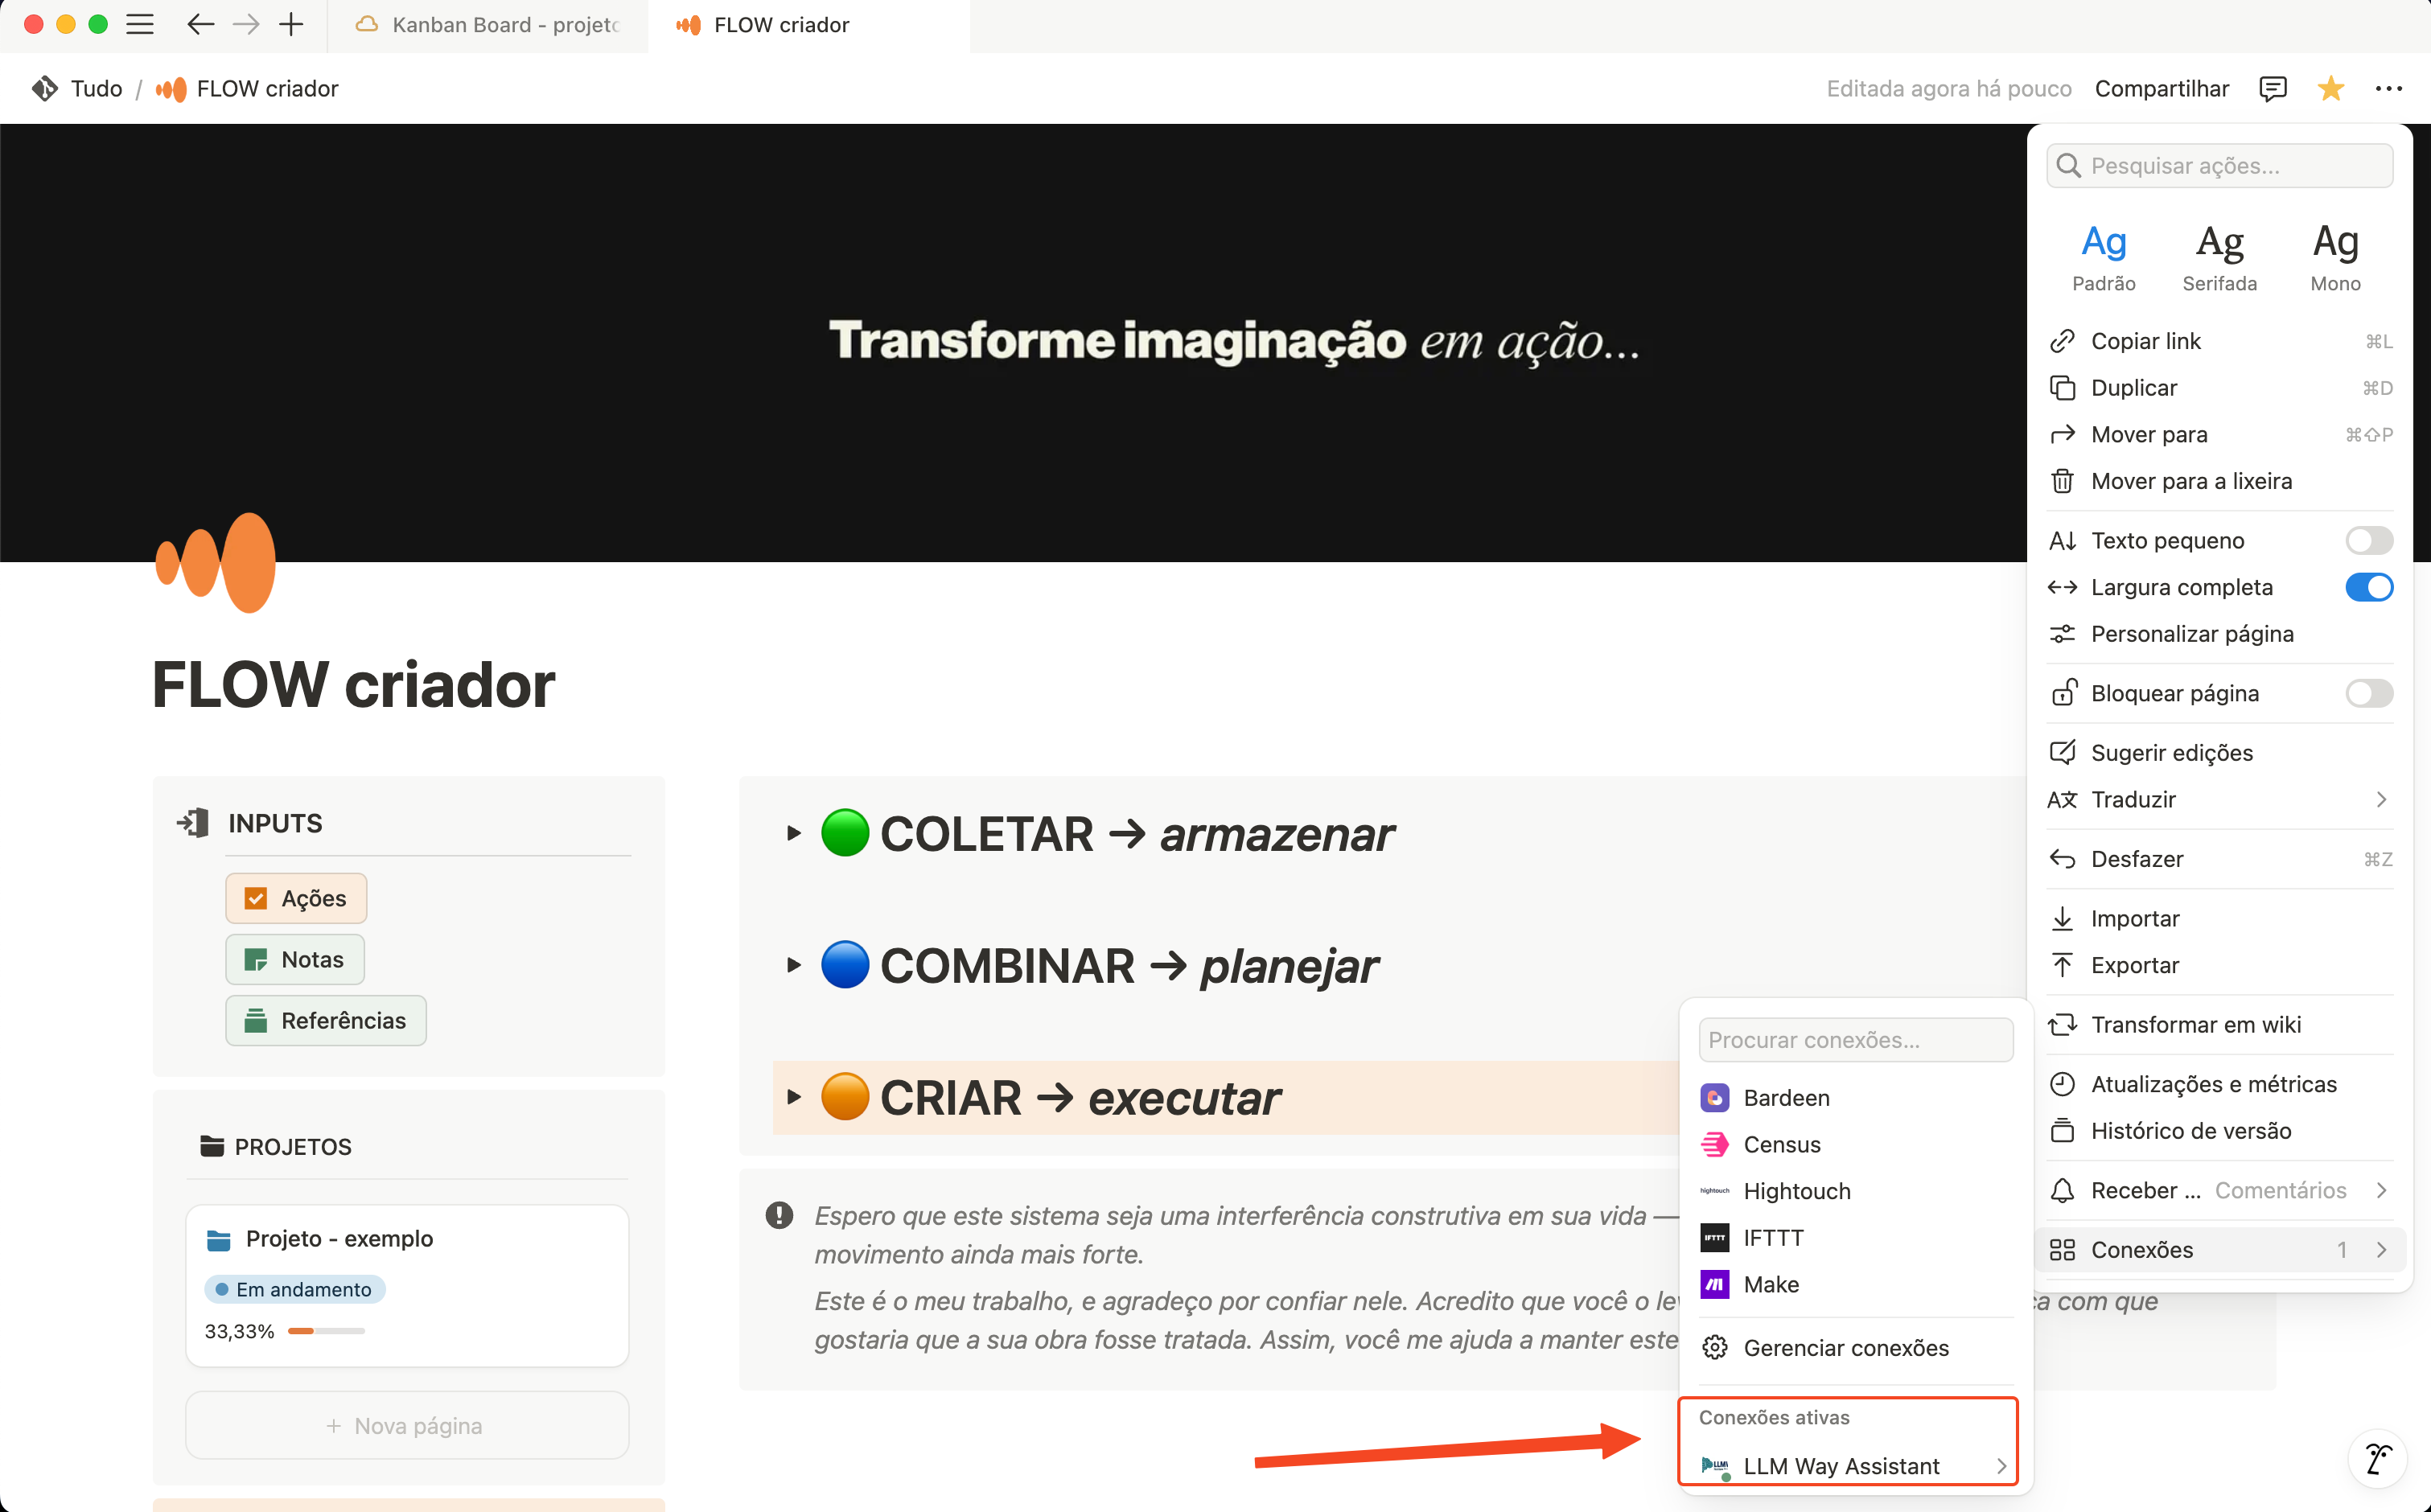 Kanban Board - projeto
FLOW criador
Tudo / FLOW criador
Editada agora há pouco
Compartilhar
Transforme imaginação em ação...
FLOW criador
INPUTS
Ações
Notas
Referências
PROJETOS
Projeto - exemplo
Em andamento
33,33%
+ Nova página
COLETAR → armazenar
COMBINAR → planejar
CRIAR → executar
Espero que este sistema seja uma interferência construtiva em sua vida —
movimento ainda mais forte.
Este é o meu trabalho, e agradeço por confiar nele. Acredito que você o le
a com que
gostaria que a sua obra fosse tratada. Assim, você me ajuda a manter este
Pesquisar ações...
Ag Ag Ag
Padrão Serifada Mono
Copiar link ⌘L
Duplicar ⌘D
Mover para ⌘⇧P
Mover para a lixeira
Texto pequeno
Largura completa
Personalizar página
Bloquear página
Sugerir edições
Traduzir
Desfazer ⌘Z
Importar
Exportar
Transformar em wiki
Atualizações e métricas
Histórico de versão
Receber ... Comentários
Conexões 1
Procurar conexões...
Bardeen
Census
hightouch Hightouch
IFTTT IFTTT
Make
Gerenciar conexões
Conexões ativas
LLM Way Assistant